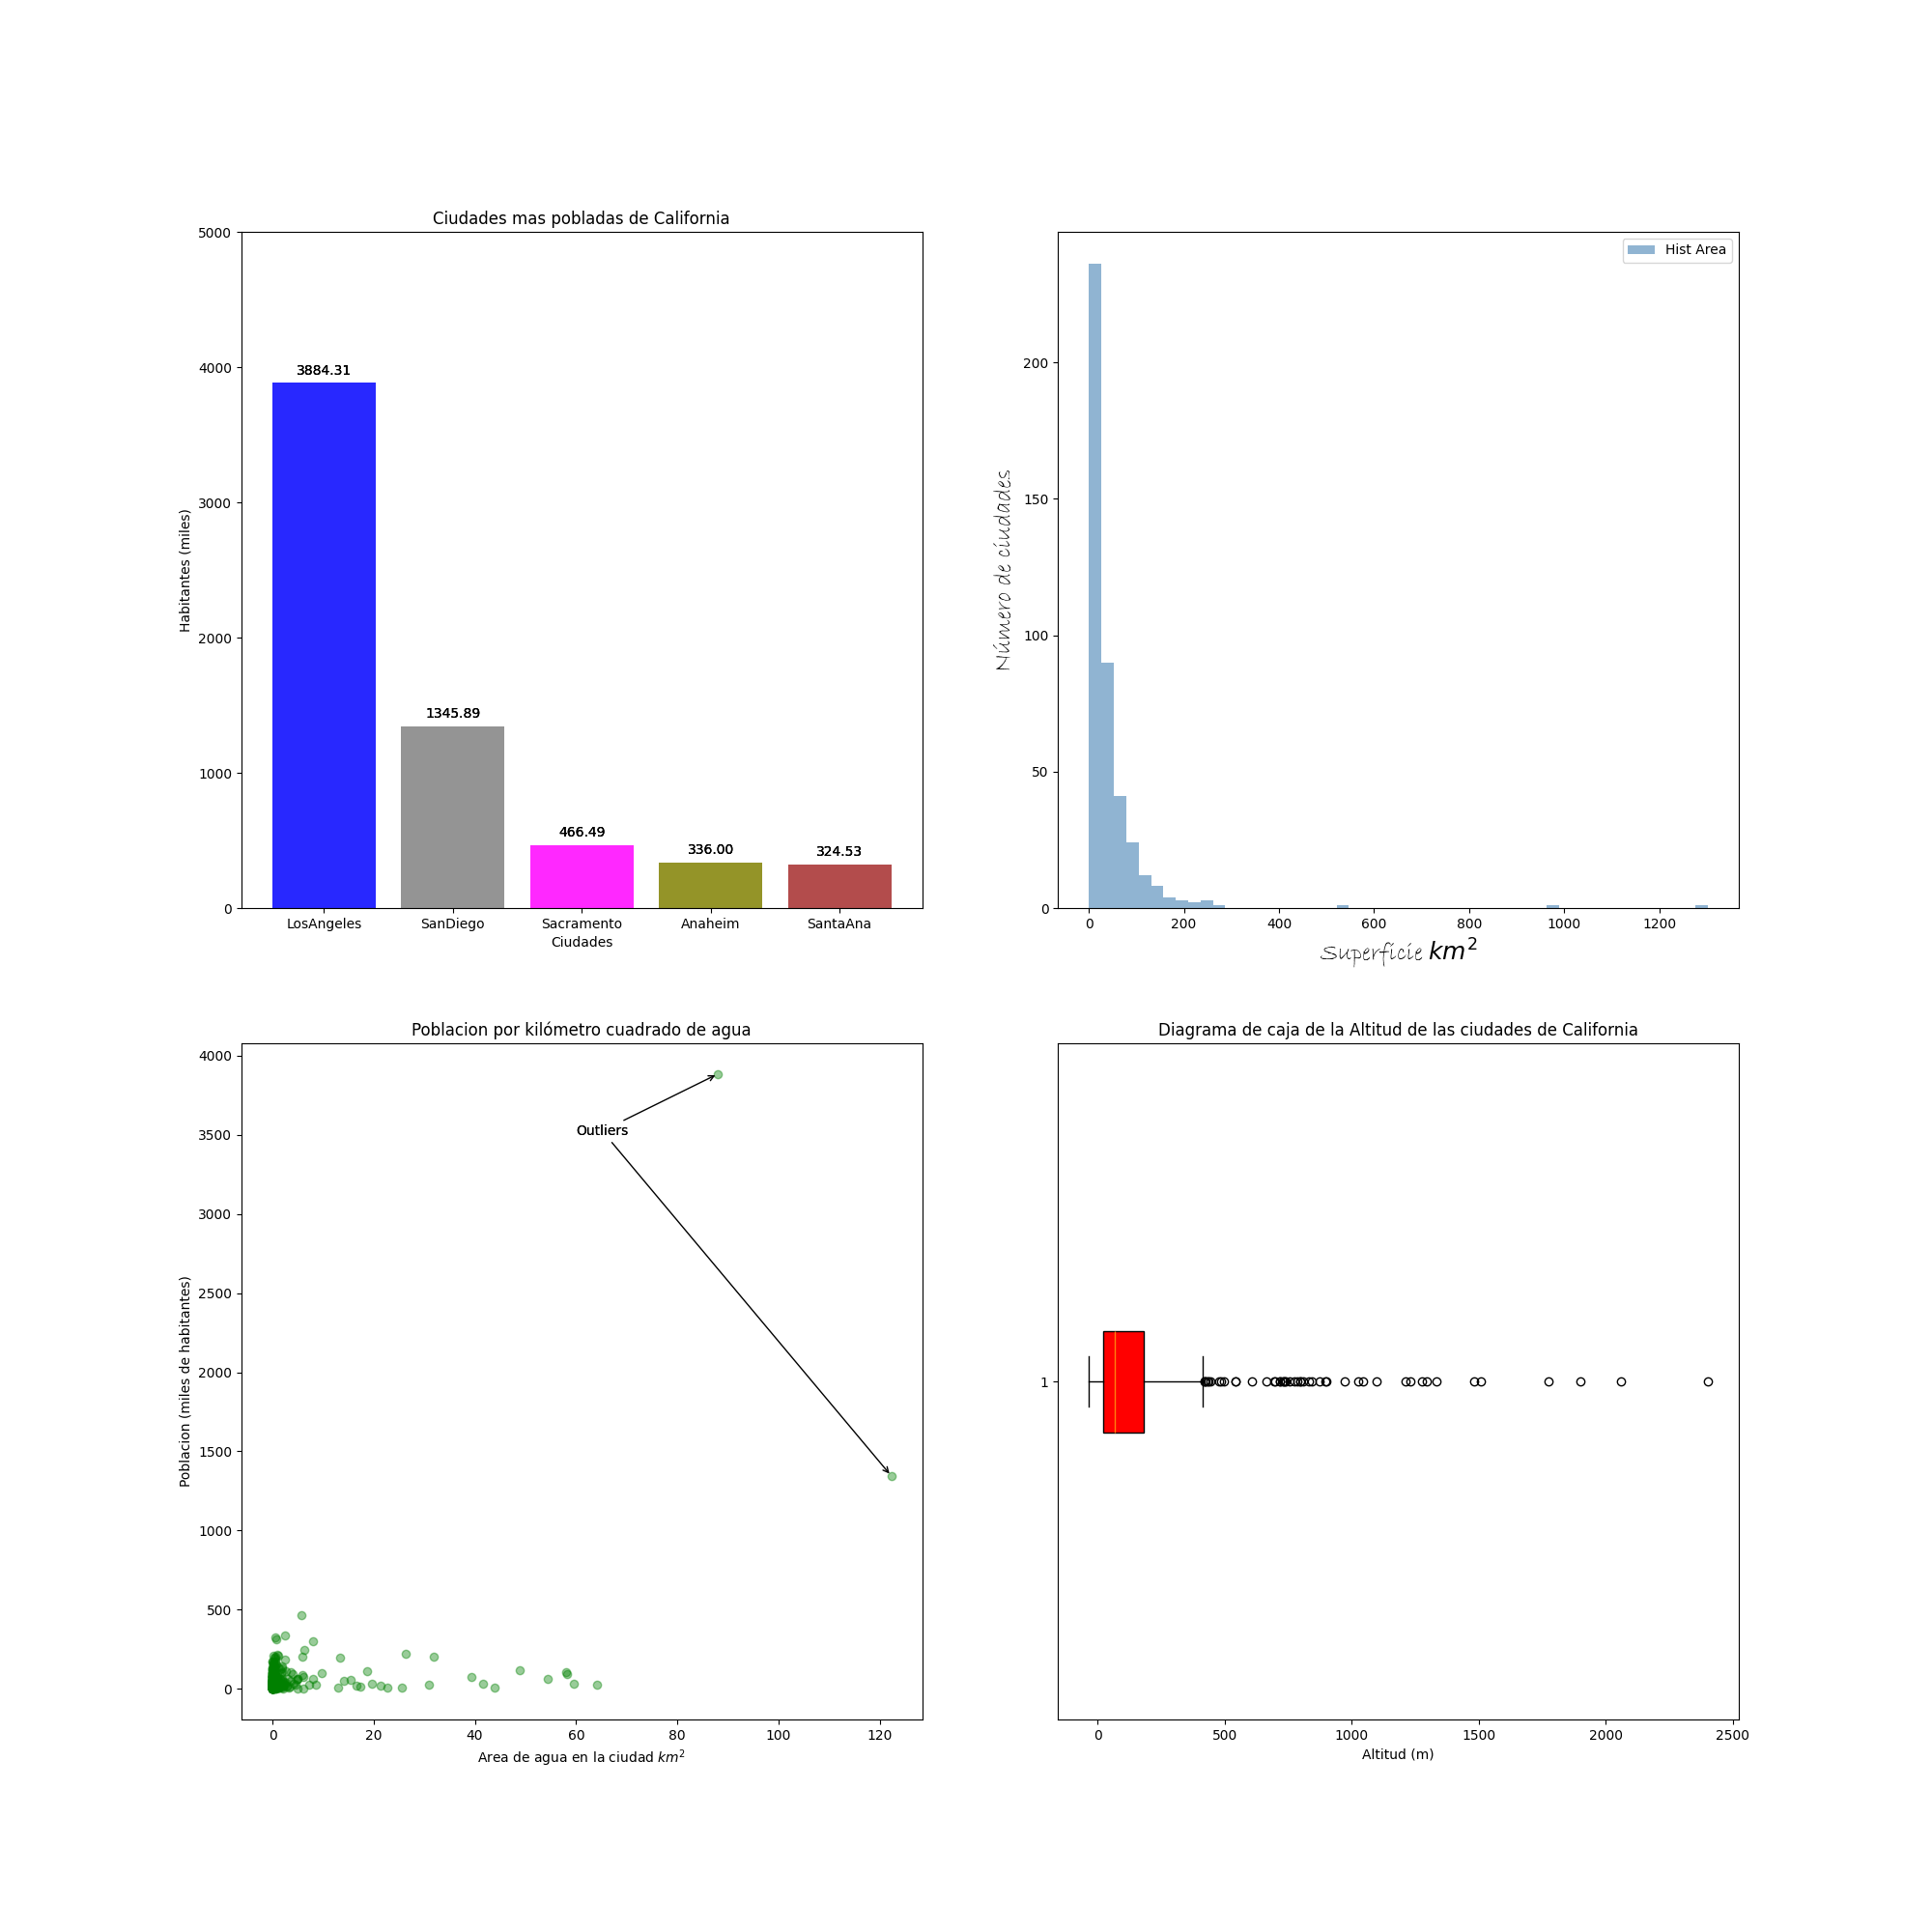 Ciudades mas pobladas de California
5000
4000
3000
2000
1000
0
Habitantes (miles)
3884.31
1345.89
466.49
336.00
324.53
LosAngeles SanDiego Sacramento Anaheim SantaAna
Ciudades
Hist Area
200
150
100
50
0
Número de ciudades
0 200 400 600 800 1000 1200
Superficie km²
Poblacion por kilómetro cuadrado de agua
4000
3500
3000
2500
2000
1500
1000
500
0
Poblacion (miles de habitantes)
Outliers
0 20 40 60 80 100 120
Area de agua en la ciudad km²
Diagrama de caja de la Altitud de las ciudades de California
1
0 500 1000 1500 2000 2500
Altitud (m)